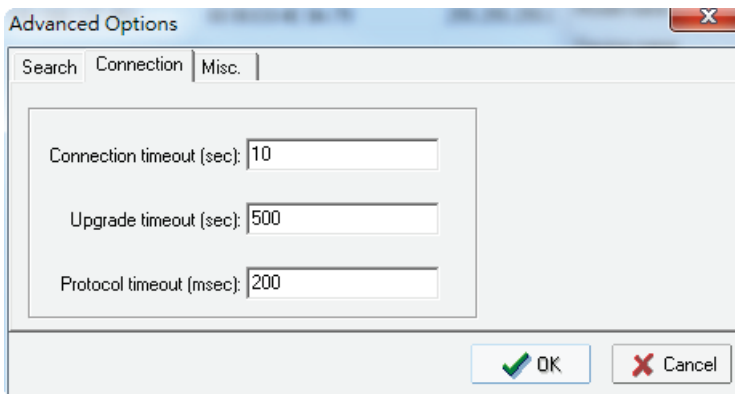 Advanced Options
Search Connection Misc.
Connection timeout (sec): 10
Upgrade timeout (sec): 500
Protocol timeout (msec): 200
OK Cancel